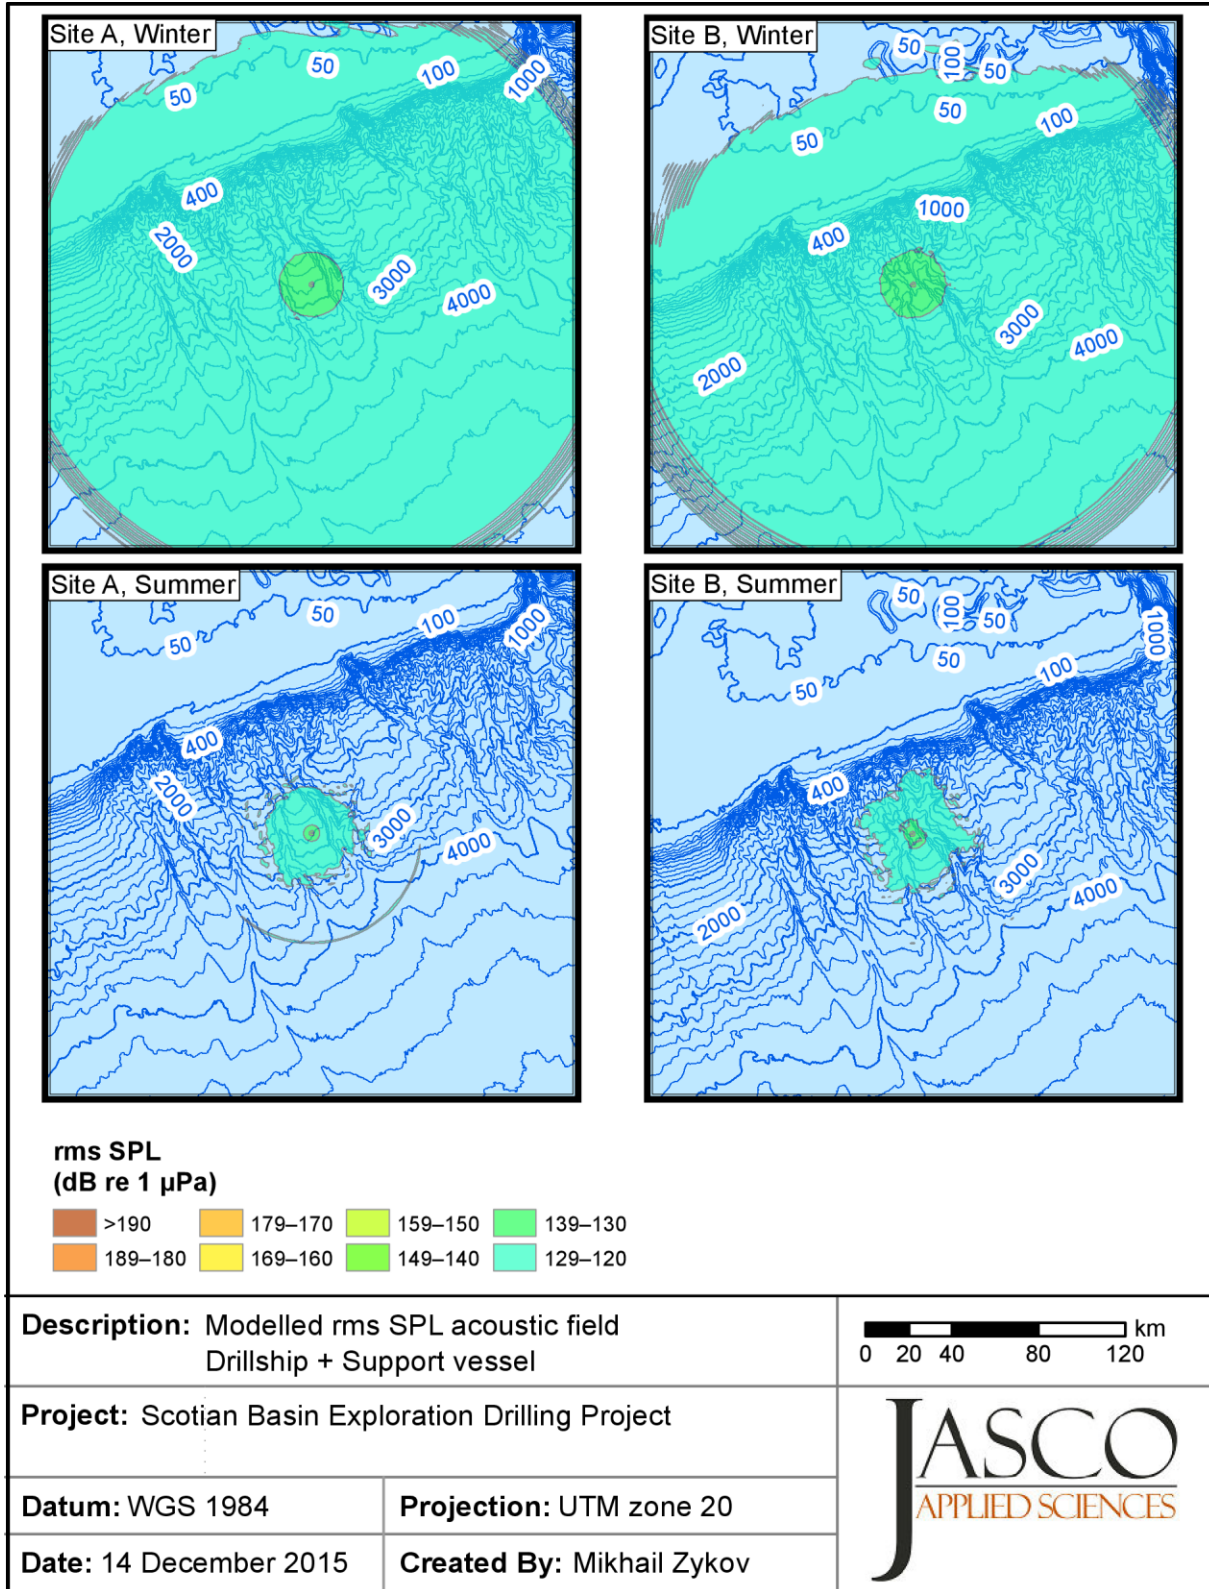 Site A, Winter
50
50
100
1000
400
2000
3000
4000
Site B, Winter
50
100
50
50
50
100
1000
400
3000
4000
2000
Site A, Summer
50
50
100
1000
400
2000
3000
4000
Site B, Summer
50
100
50
50
50
1000
100
400
3000
4000
2000
rms SPL
(dB re 1 µPa)
>190 179–170 159–150 139–130
189–180 169–160 149–140 129–120
Description: Modelled rms SPL acoustic field
Drillship + Support vessel
km
0 20 40 80 120
Project: Scotian Basin Exploration Drilling Project
JASCO
APPLIED SCIENCES
Datum: WGS 1984 Projection: UTM zone 20
Date: 14 December 2015 Created By: Mikhail Zykov